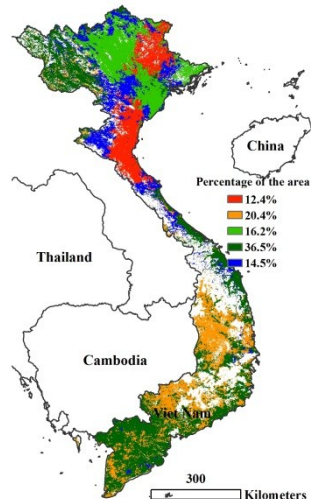 China
Percentage of the area
12.4%
20.4%
16.2%
36.5%
14.5%
Thailand
Cambodia
Viet Nam
300
Kilometers